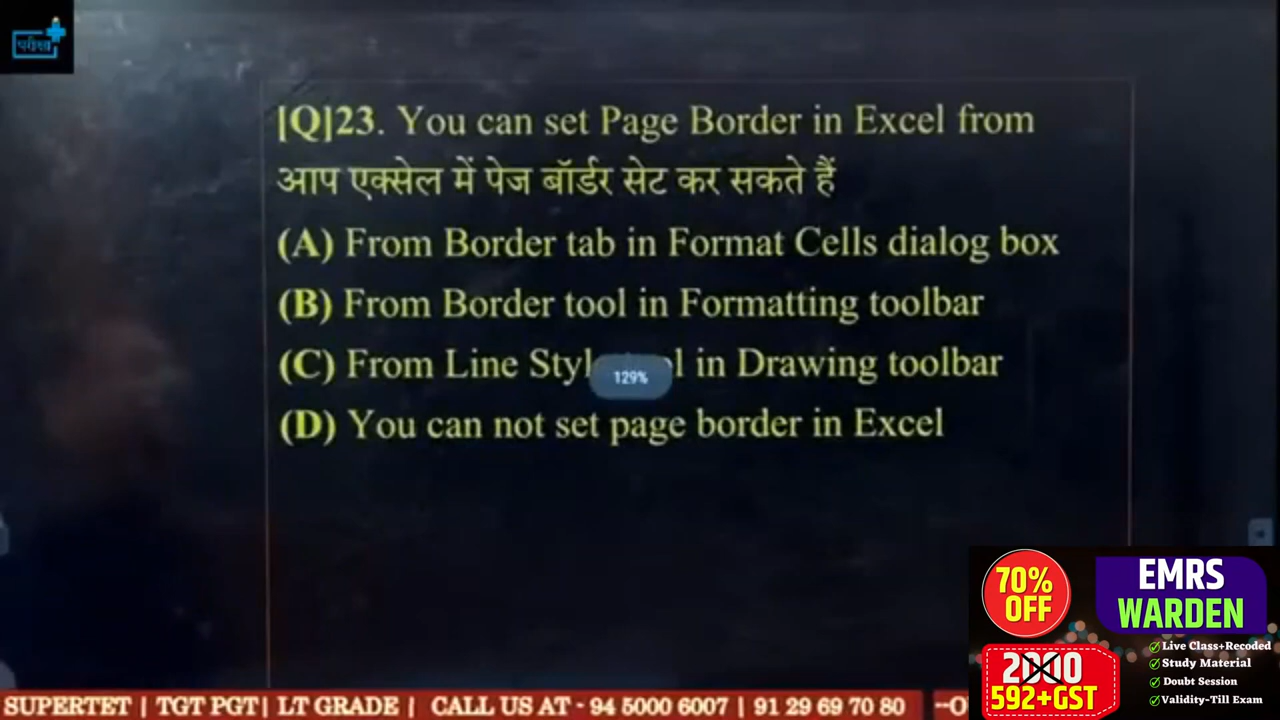 परीक्षा
[Q]23. You can set Page Border in Excel from
आप एक्सेल में पेज बॉर्डर सेट कर सकते हैं
(A) From Border tab in Format Cells dialog box
(B) From Border tool in Formatting toolbar
(C) From Line in Drawing toolbar
129%
(D) You can not set page border in Excel
70%
OFF
EMRS
WARDEN
2000
592+GST
Live Class+Recoded
Study Material
Doubt Session
Validity-Till Exam
SUPERTET | TGT PGT | LT GRADE CALL US AT - 94 5000 6007 | 91 29 69 70 80